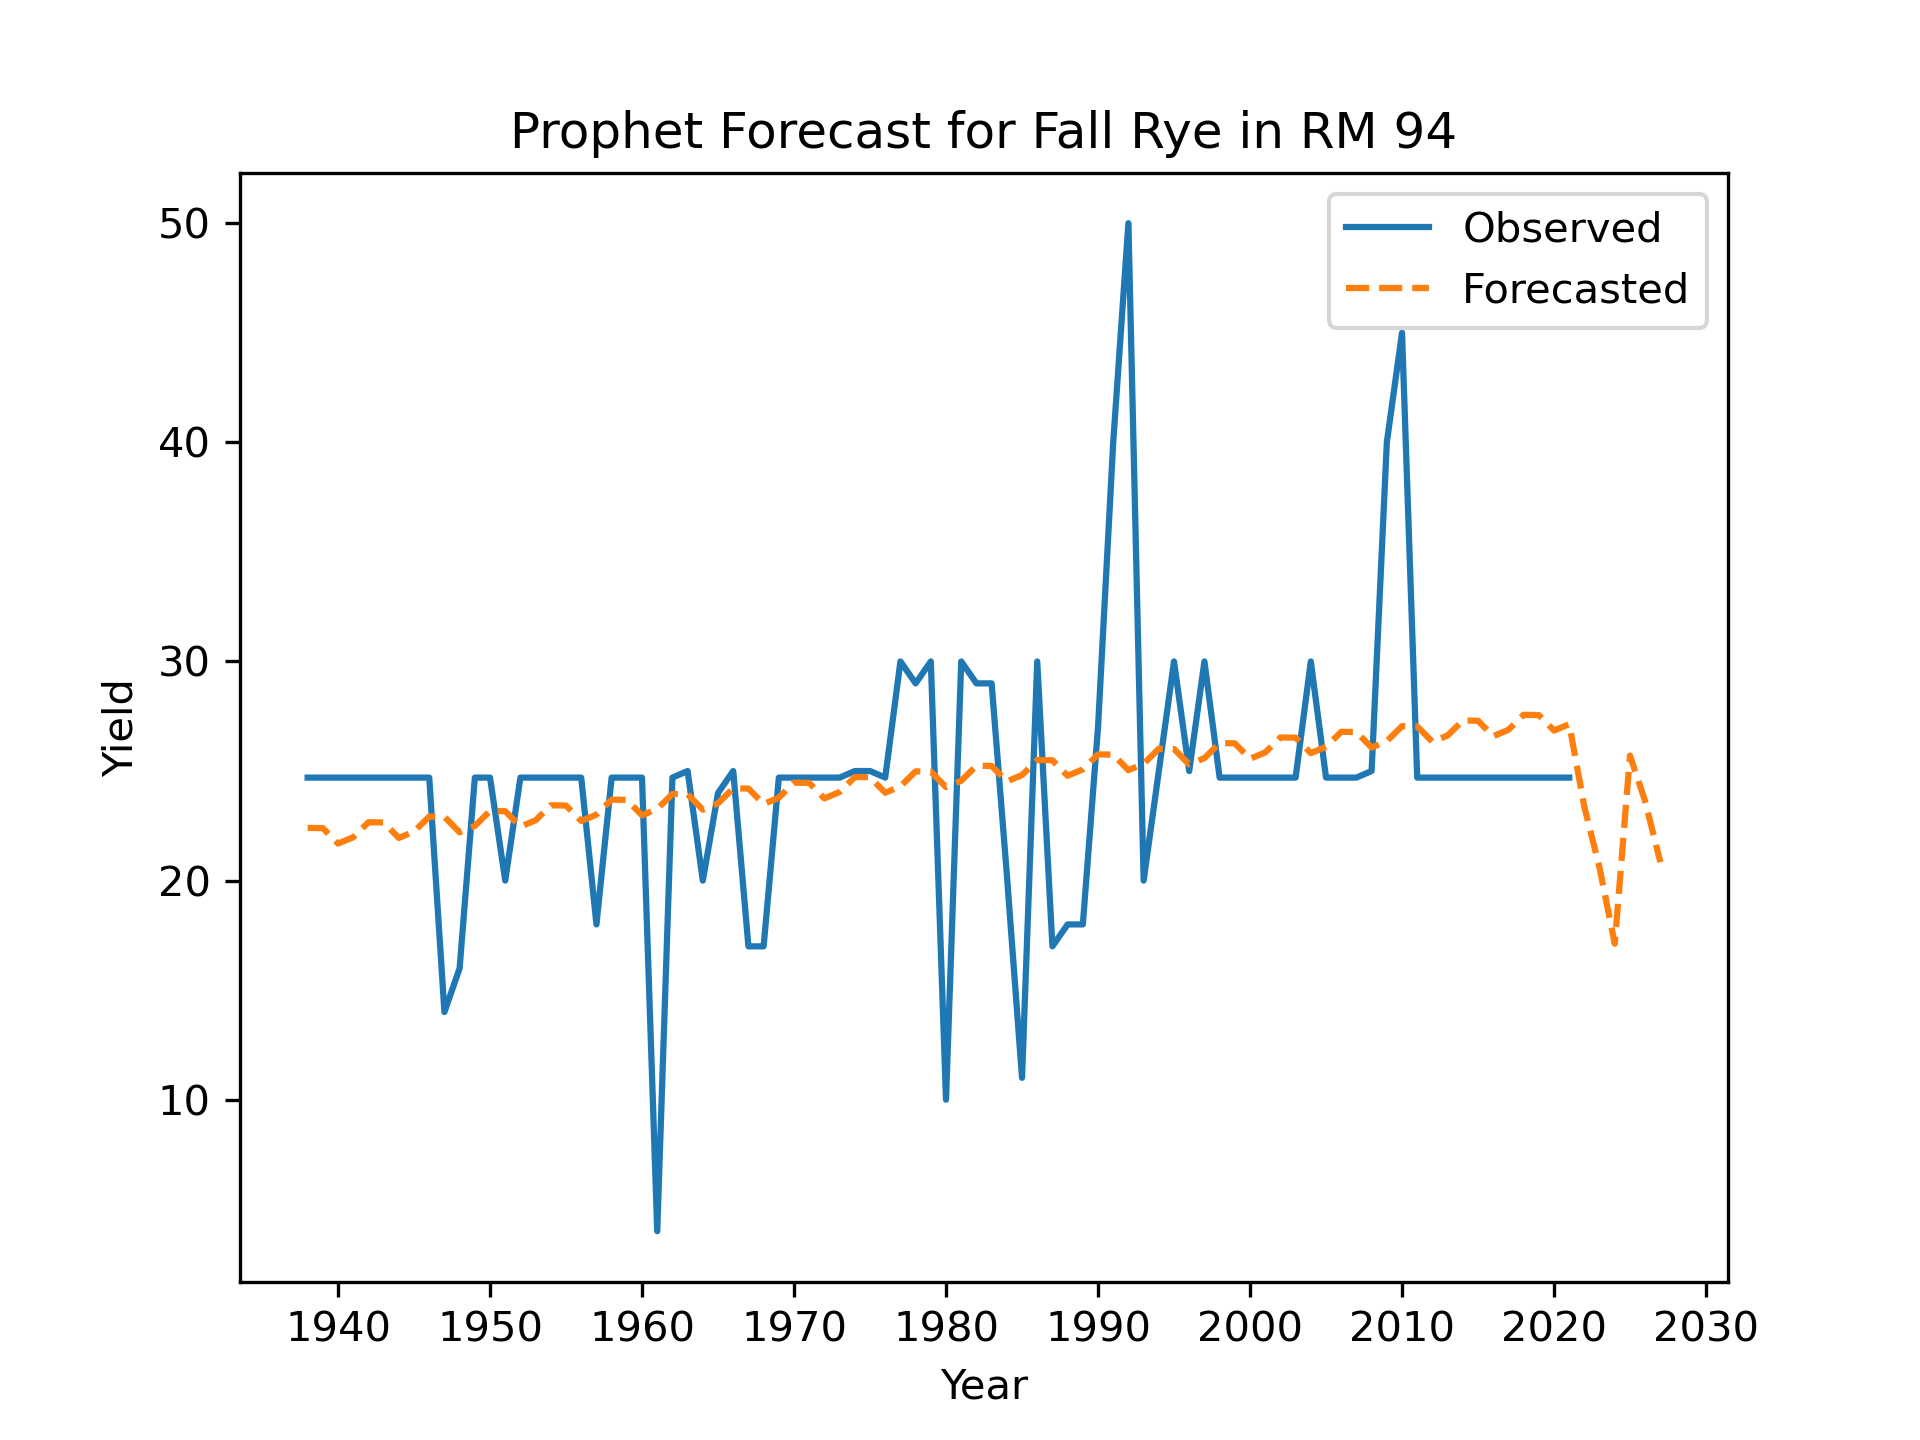 Prophet Forecast for Fall Rye in RM 94
Observed
Forecasted
50
40
30
20
10
Yield
1940 1950 1960 1970 1980 1990 2000 2010 2020 2030
Year